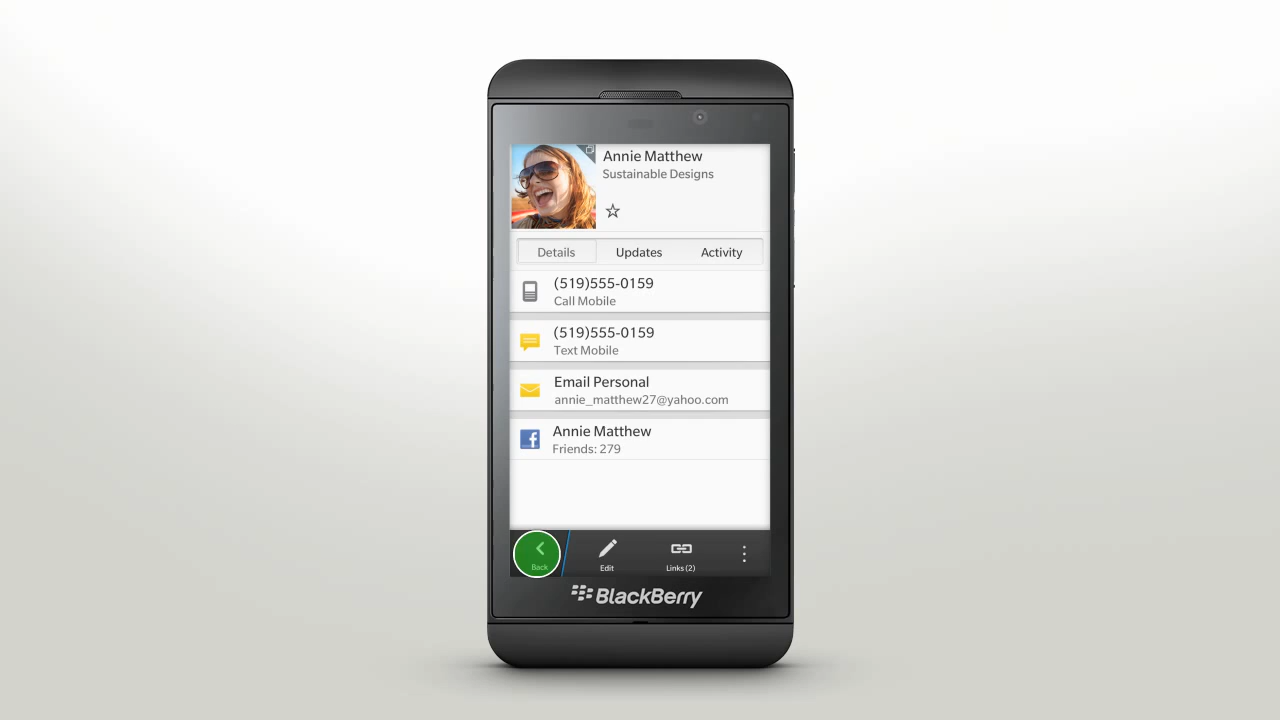 Annie Matthew
Sustainable Designs
Details Updates Activity
(519)555-0159
Call Mobile
(519)555-0159
Text Mobile
Email Personal
annie_matthew27@yahoo.com
Annie Matthew
Friends: 279
Back Edit Links (2)
BlackBerry